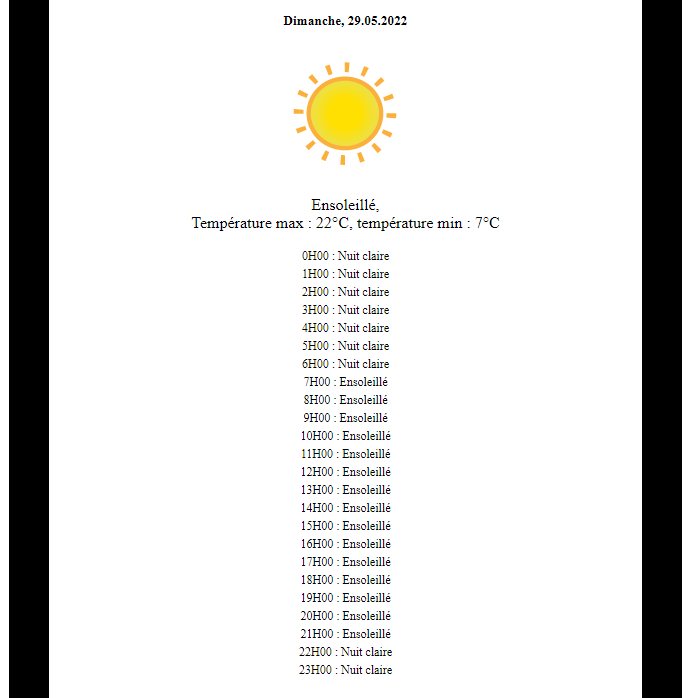 Dimanche, 29.05.2022
Ensoleillé,
Température max : 22°C, température min : 7°C
0H00 : Nuit claire
1H00 : Nuit claire
2H00 : Nuit claire
3H00 : Nuit claire
4H00 : Nuit claire
5H00 : Nuit claire
6H00 : Nuit claire
7H00 : Ensoleillé
8H00 : Ensoleillé
9H00 : Ensoleillé
10H00 : Ensoleillé
11H00 : Ensoleillé
12H00 : Ensoleillé
13H00 : Ensoleillé
14H00 : Ensoleillé
15H00 : Ensoleillé
16H00 : Ensoleillé
17H00 : Ensoleillé
18H00 : Ensoleillé
19H00 : Ensoleillé
20H00 : Ensoleillé
21H00 : Ensoleillé
22H00 : Nuit claire
23H00 : Nuit claire